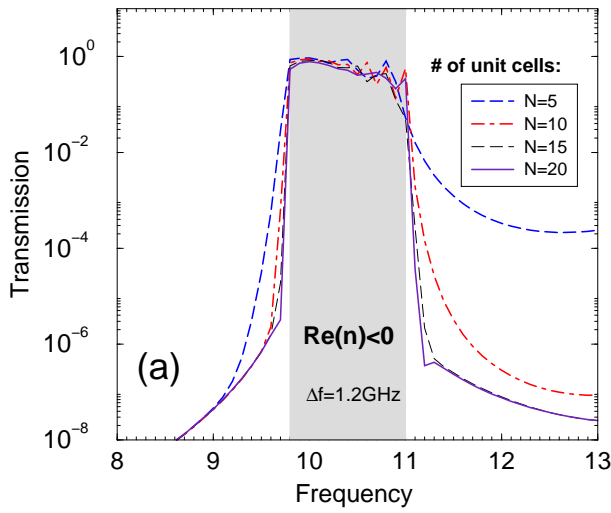 # of unit cells:
N=5
N=10
N=15
N=20
10^0
10^-2
10^-4
10^-6
10^-8
Transmission
Re(n)<0
(a)
Δf=1.2GHz
8 9 10 11 12 13
Frequency